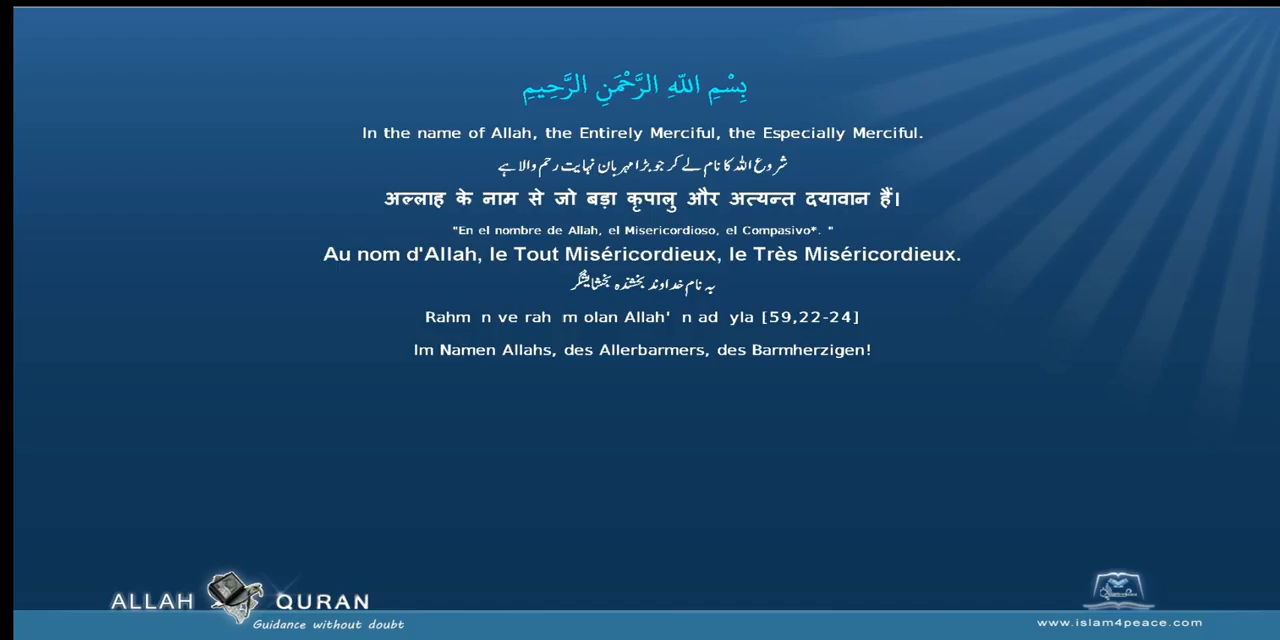 بِسْمِ اللَّهِ الرَّحْمَنِ الرَّحِيمِ
In the name of Allah, the Entirely Merciful, the Especially Merciful.
شروع الله کا نام لے کر جو بڑا مہربان نہایت رحم والا ہے
अल्लाह के नाम से जो बड़ा कृपालु और अत्यन्त दयावान हैं।
"En el nombre de Allah, el Misericordioso, el Compasivo*. "
Au nom d'Allah, le Tout Miséricordieux, le Très Miséricordieux.
به نام خداوند بخشنده بخشایشگر
Rahm n ve rah m olan Allah' n ad yla [59,22-24]
Im Namen Allahs, des Allerbarmers, des Barmherzigen!
ALLAH QURAN
Guidance without doubt
www.islam4peace.com